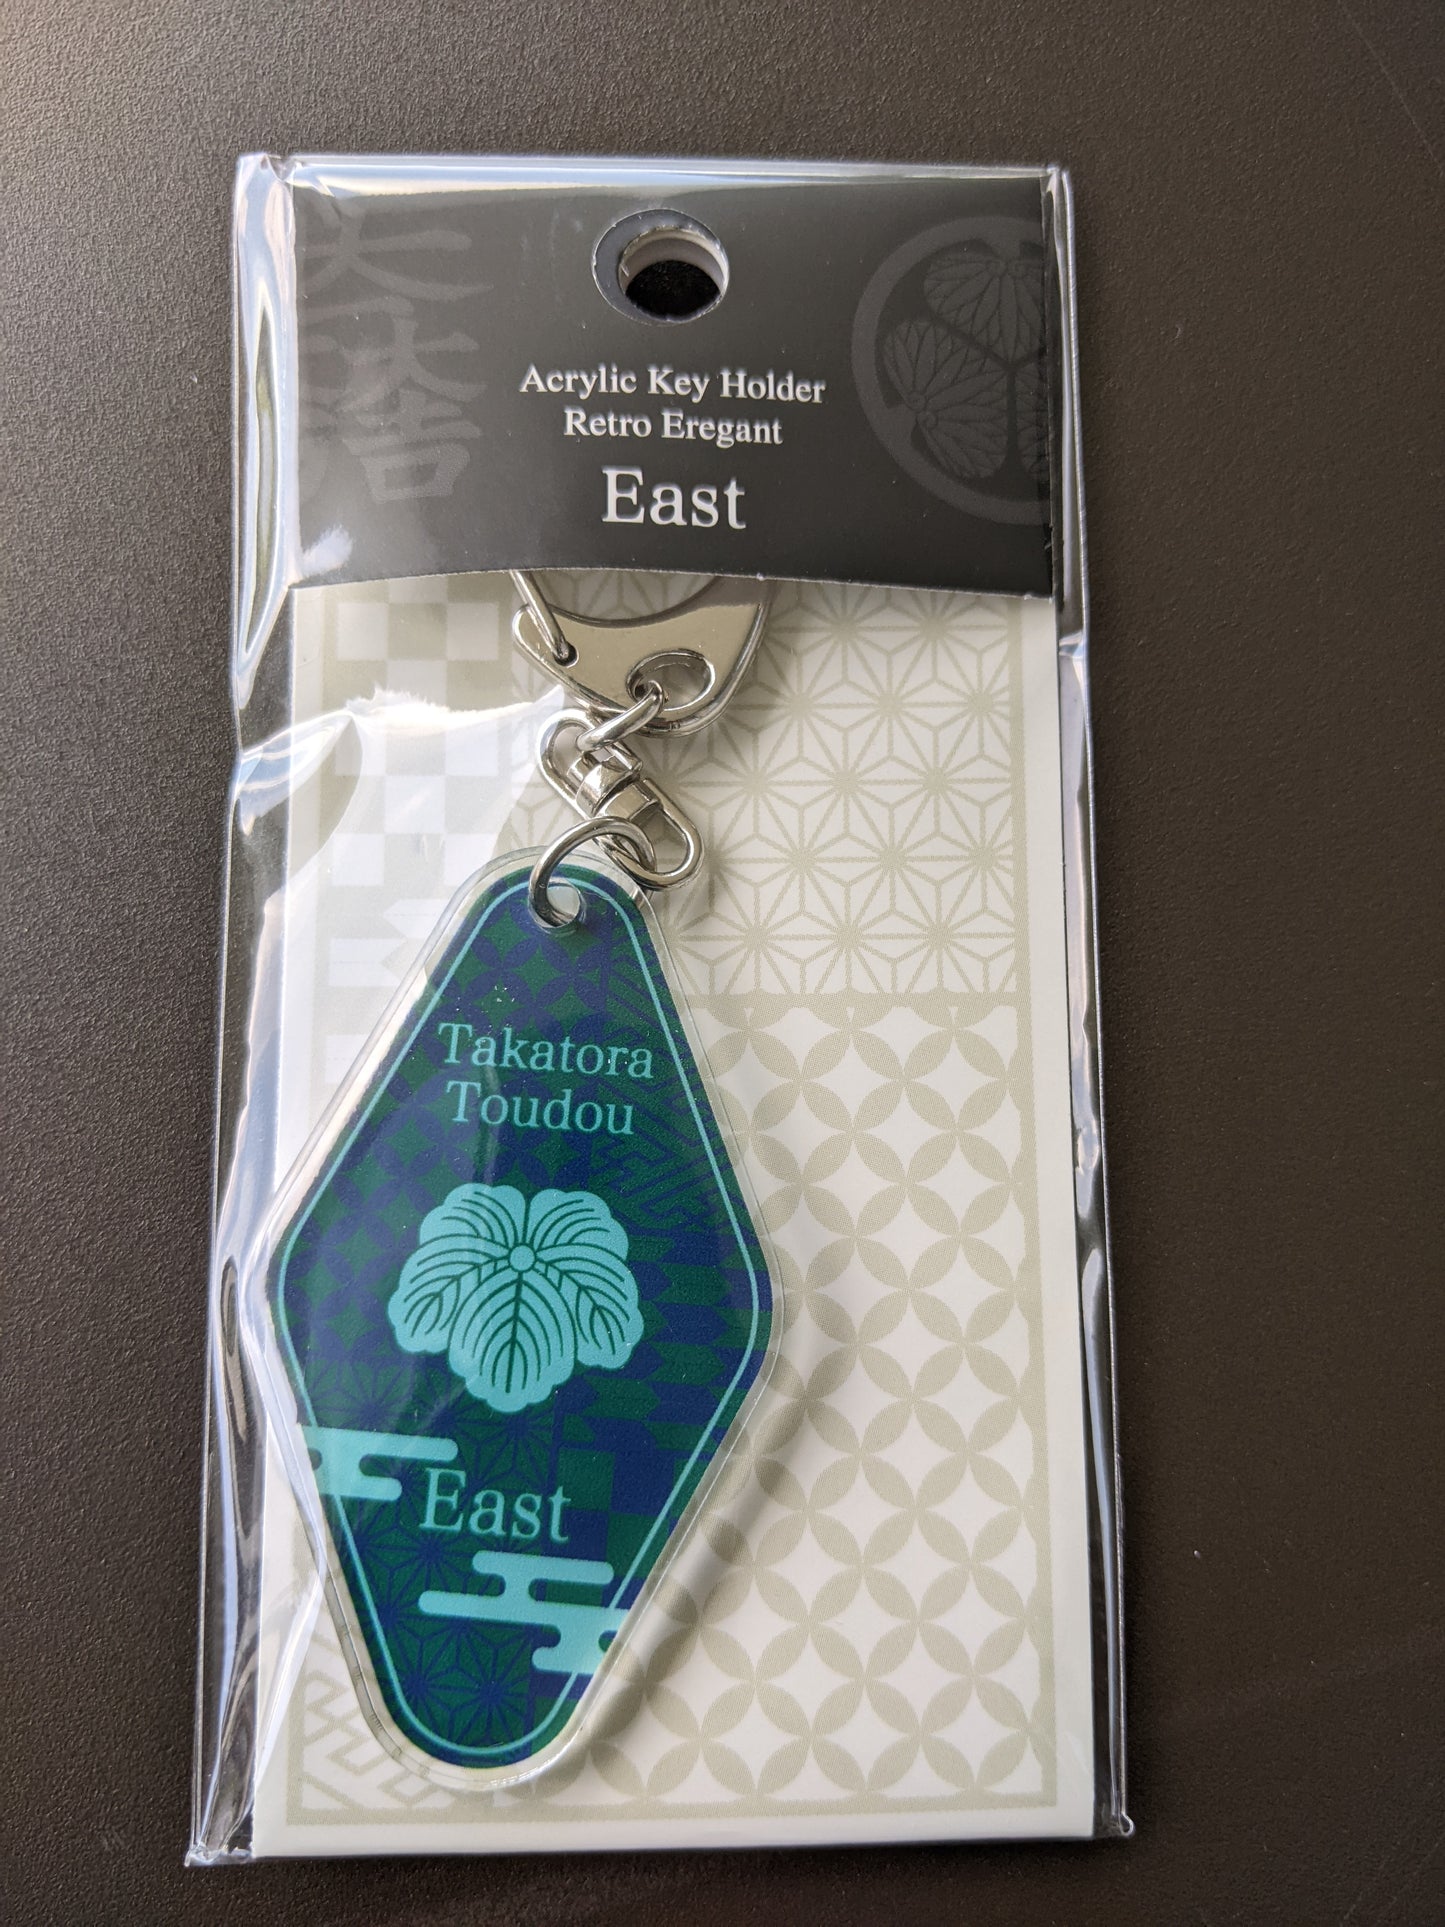 Acrylic Key Holder
Retro Eregant
East
Takatora
Toudou
East